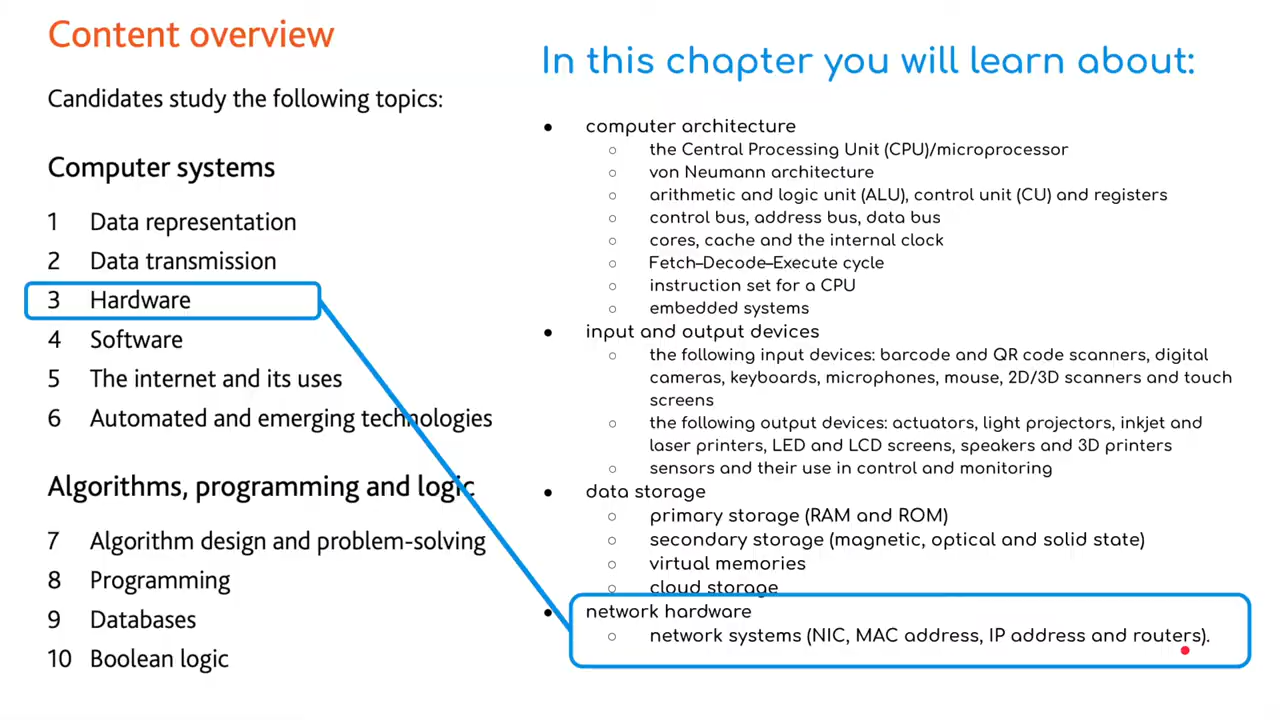 Content overview
Candidates study the following topics:
Computer systems
1 Data representation
2 Data transmission
3 Hardware
4 Software
5 The internet and its uses
6 Automated and emerging technologies
Algorithms, programming and logic
7 Algorithm design and problem-solving
8 Programming
9 Databases
10 Boolean logic
In this chapter you will learn about:
● computer architecture
○ the Central Processing Unit (CPU)/microprocessor
○ von Neumann architecture
○ arithmetic and logic unit (ALU), control unit (CU) and registers
○ control bus, address bus, data bus
○ cores, cache and the internal clock
○ Fetch–Decode–Execute cycle
○ instruction set for a CPU
○ embedded systems
● input and output devices
○ the following input devices: barcode and QR code scanners, digital
cameras, keyboards, microphones, mouse, 2D/3D scanners and touch
screens
○ the following output devices: actuators, light projectors, inkjet and
laser printers, LED and LCD screens, speakers and 3D printers
○ sensors and their use in control and monitoring
● data storage
○ primary storage (RAM and ROM)
○ secondary storage (magnetic, optical and solid state)
○ virtual memories
○ cloud storage
● network hardware
○ network systems (NIC, MAC address, IP address and routers).